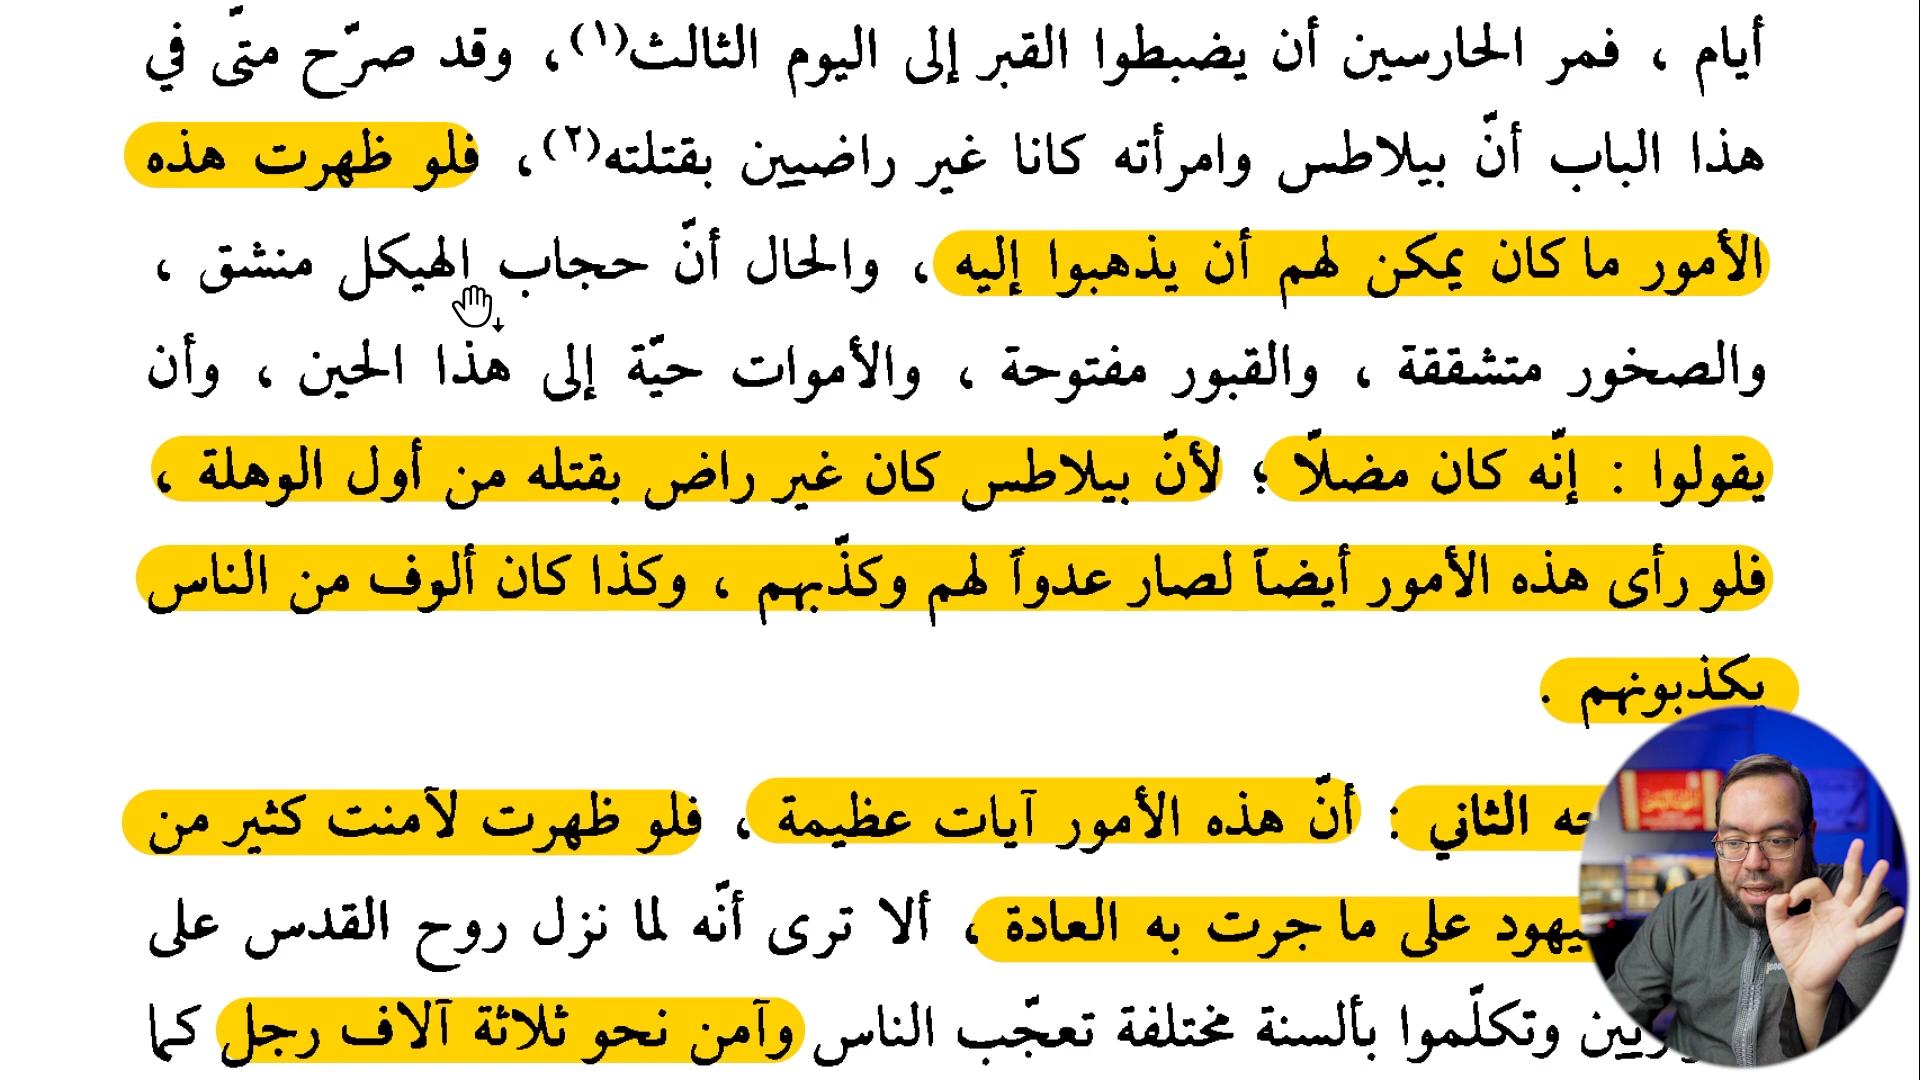 أيام ، فمر الحارسين أن يضبطوا القبر إلى اليوم الثالث(١)، وقد صرّح متّى في
هذا الباب أنّ بيلاطس وامرأته كانا غير راضيين بقتلته(٢)، فلو ظهرت هذه
الأمور ما كان يمكن لهم أن يذهبوا إليه ، والحال أنّ حجاب الهيكل منشق ،
والصخور متشققة ، والقبور مفتوحة ، والأموات حيّة إلى هذا الحين ، وأن
يقولوا : إنّه كان مضلّا ؛ لأنّ بيلاطس كان غير راض بقتله من أول الوهلة ،
فلو رأى هذه الأمور أيضاً لصار عدواً لهم وكذّبهم ، وكذا كان ألوف من الناس
يكذبونهم .
الثاني : أنّ هذه الأمور آيات عظيمة ، فلو ظهرت لآمنت كثير من
على ما جرت به العادة ، ألا ترى أنّه لما نزل روح القدس على
وتكلّموا بألسنة مختلفة تعجّب الناس وآمن نحو ثلاثة آلاف رجل كما